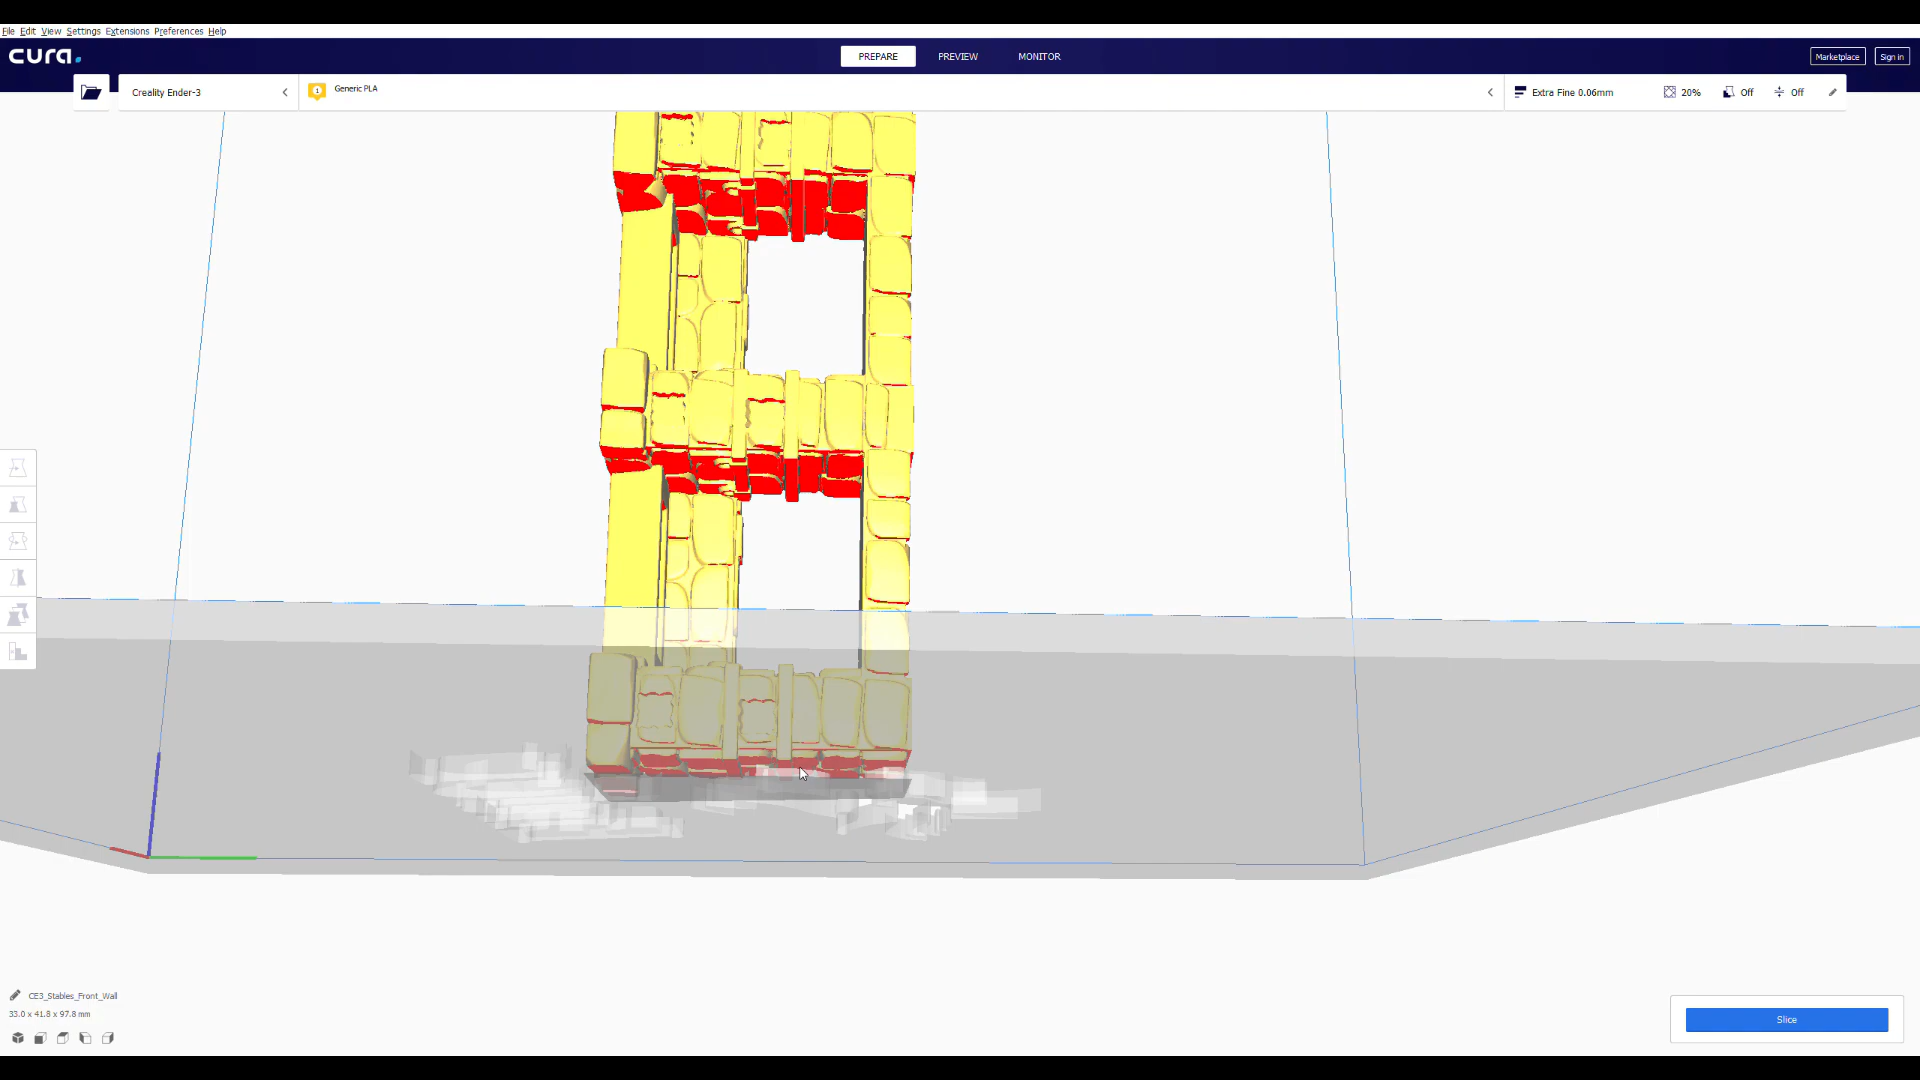 File Edit View Settings Extensions Preferences Help
cura.
PREPARE PREVIEW MONITOR
Marketplace Sign in
Creality Ender-3
1 Generic PLA
Extra Fine 0.06mm 20% Off Off
CE3_Stables_Front_Wall
33.0 x 41.8 x 97.8 mm
Slice